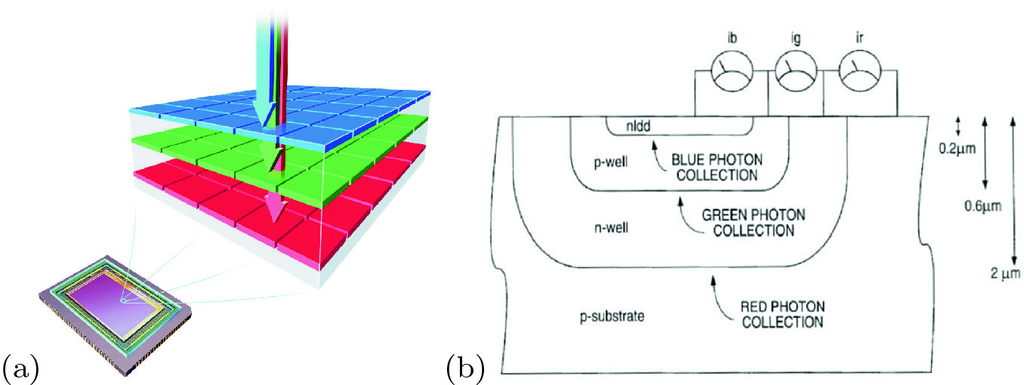 ib ig ir
nldd
0.2μm
p-well
BLUE PHOTON
COLLECTION
0.6μm
GREEN PHOTON
COLLECTION
n-well
2 μm
RED PHOTON
COLLECTION
p-substrate
(a)
(b)